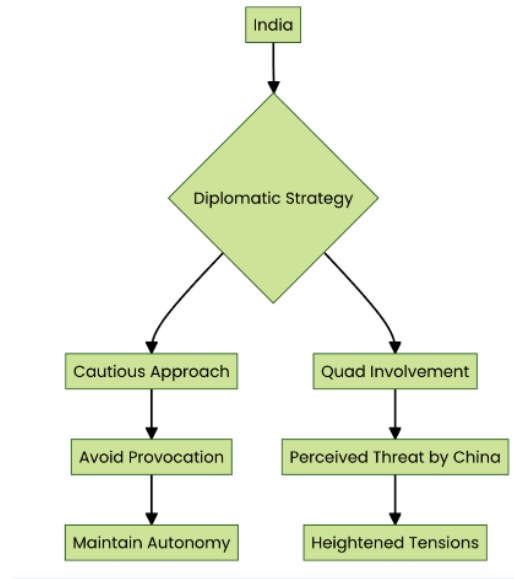 India
Diplomatic Strategy
Cautious Approach
Quad Involvement
Avoid Provocation
Perceived Threat by China
Maintain Autonomy
Heightened Tensions